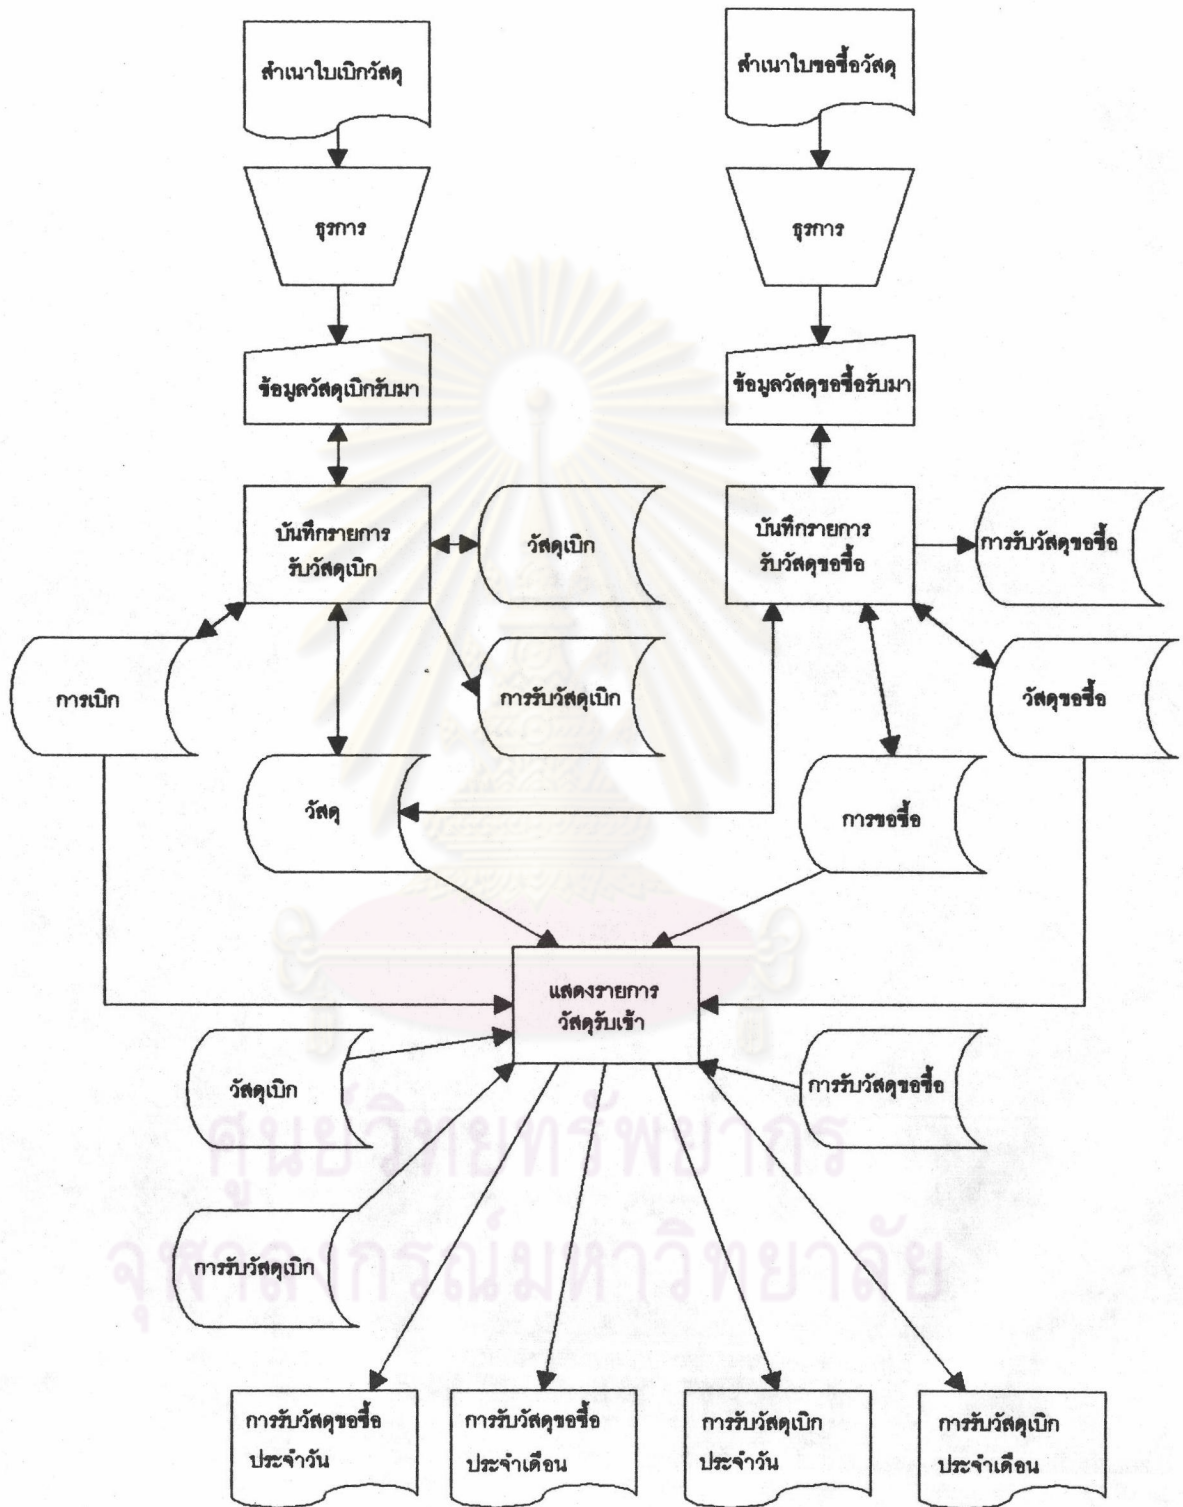 สำเนาใบเบิกวัสดุ
สำเนาใบขอซื้อวัสดุ
ธุรการ
ธุรการ
ข้อมูลวัสดุเบิกรับมา
ข้อมูลวัสดุขอซื้อรับมา
บันทึกรายการ
รับวัสดุเบิก
วัสดุเบิก
บันทึกรายการ
รับวัสดุขอซื้อ
การรับวัสดุขอซื้อ
การเบิก
การรับวัสดุเบิก
วัสดุขอซื้อ
วัสดุ
การขอซื้อ
แสดงรายการ
วัสดุรับเข้า
วัสดุเบิก
การรับวัสดุขอซื้อ
ศูนย์วิทยทรัพยากร
การรับวัสดุเบิก
จุฬาลงกรณ์มหาวิทยาลัย
การรับวัสดุขอซื้อ
ประจำวัน
การรับวัสดุขอซื้อ
ประจำเดือน
การรับวัสดุเบิก
ประจำวัน
การรับวัสดุเบิก
ประจำเดือน